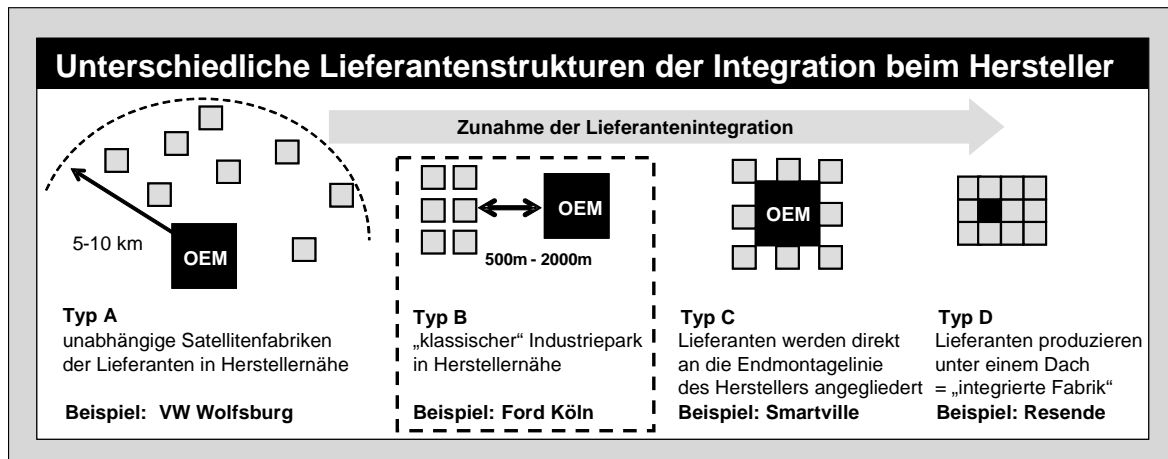 Unterschiedliche Lieferantenstrukturen der Integration beim Hersteller
Zunahme der Lieferantenintegration
5-10 km
OEM
OEM
500m - 2000m
OEM
Typ A
unabhängige Satellitenfabriken
der Lieferanten in Herstellernähe
Beispiel: VW Wolfsburg
Typ B
„klassischer“ Industriepark
in Herstellernähe
Beispiel: Ford Köln
Typ C
Lieferanten werden direkt
an die Endmontagelinie
des Herstellers angegliedert
Beispiel: Smartville
Typ D
Lieferanten produzieren
unter einem Dach
= „integrierte Fabrik“
Beispiel: Resende